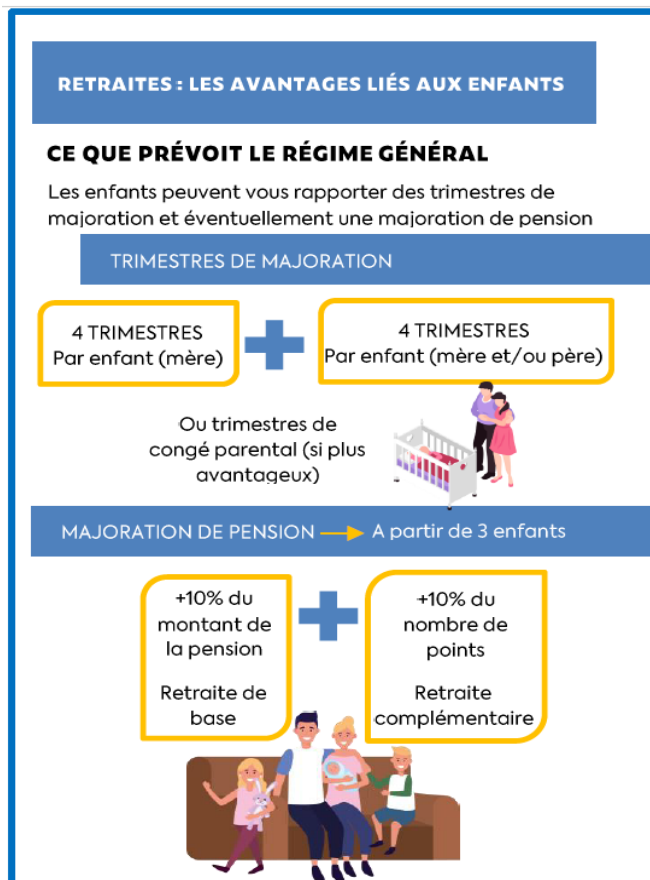 RETRAITES : LES AVANTAGES LIÉS AUX ENFANTS
CE QUE PRÉVOIT LE RÉGIME GÉNÉRAL
Les enfants peuvent vous rapporter des trimestres de
majoration et éventuellement une majoration de pension
TRIMESTRES DE MAJORATION
4 TRIMESTRES
Par enfant (mère)
4 TRIMESTRES
Par enfant (mère et/ou père)
Ou trimestres de
congé parental (si plus
avantageux)
MAJORATION DE PENSION → A partir de 3 enfants
+10% du
montant de
la pension
Retraite de
base
+10% du
nombre de
points
Retraite
complémentaire